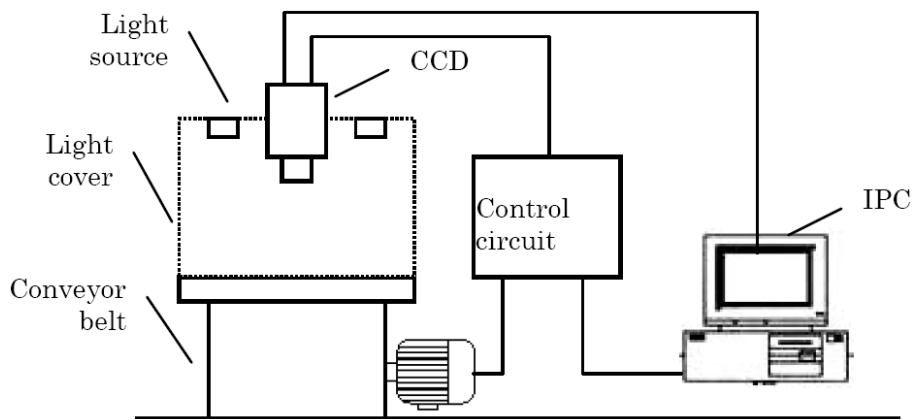 Light
source
CCD
Light
cover
Control
circuit
IPC
Conveyor
belt